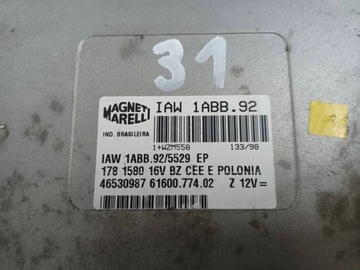 31
MAGNETI MARELLI
IAW 1ABB.92
IND. BRASILEIRA
1+WZM558
133/98
IAW 1ABB.92/5529 EP
178 1580 16V BZ CEE E POLONIA
46530987 61600.774.02 Z 12V=